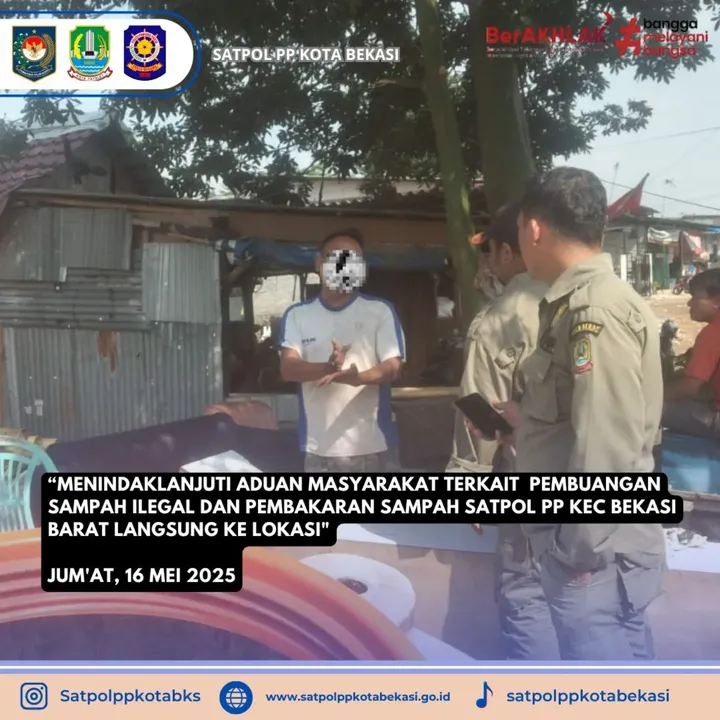 SATPOL PP KOTA BEKASI
BerAKHLAK
#bangga
melayani
bangsa
"MENINDAKLANJUTI ADUAN MASYARAKAT TERKAIT PEMBUANGAN
SAMPAH ILEGAL DAN PEMBAKARAN SAMPAH SATPOL PP KEC BEKASI
BARAT LANGSUNG KE LOKASI"
JUM'AT, 16 MEI 2025
Satpolppkotabks
www.satpolppkotabekasi.go.id
satpolppkotabekasi